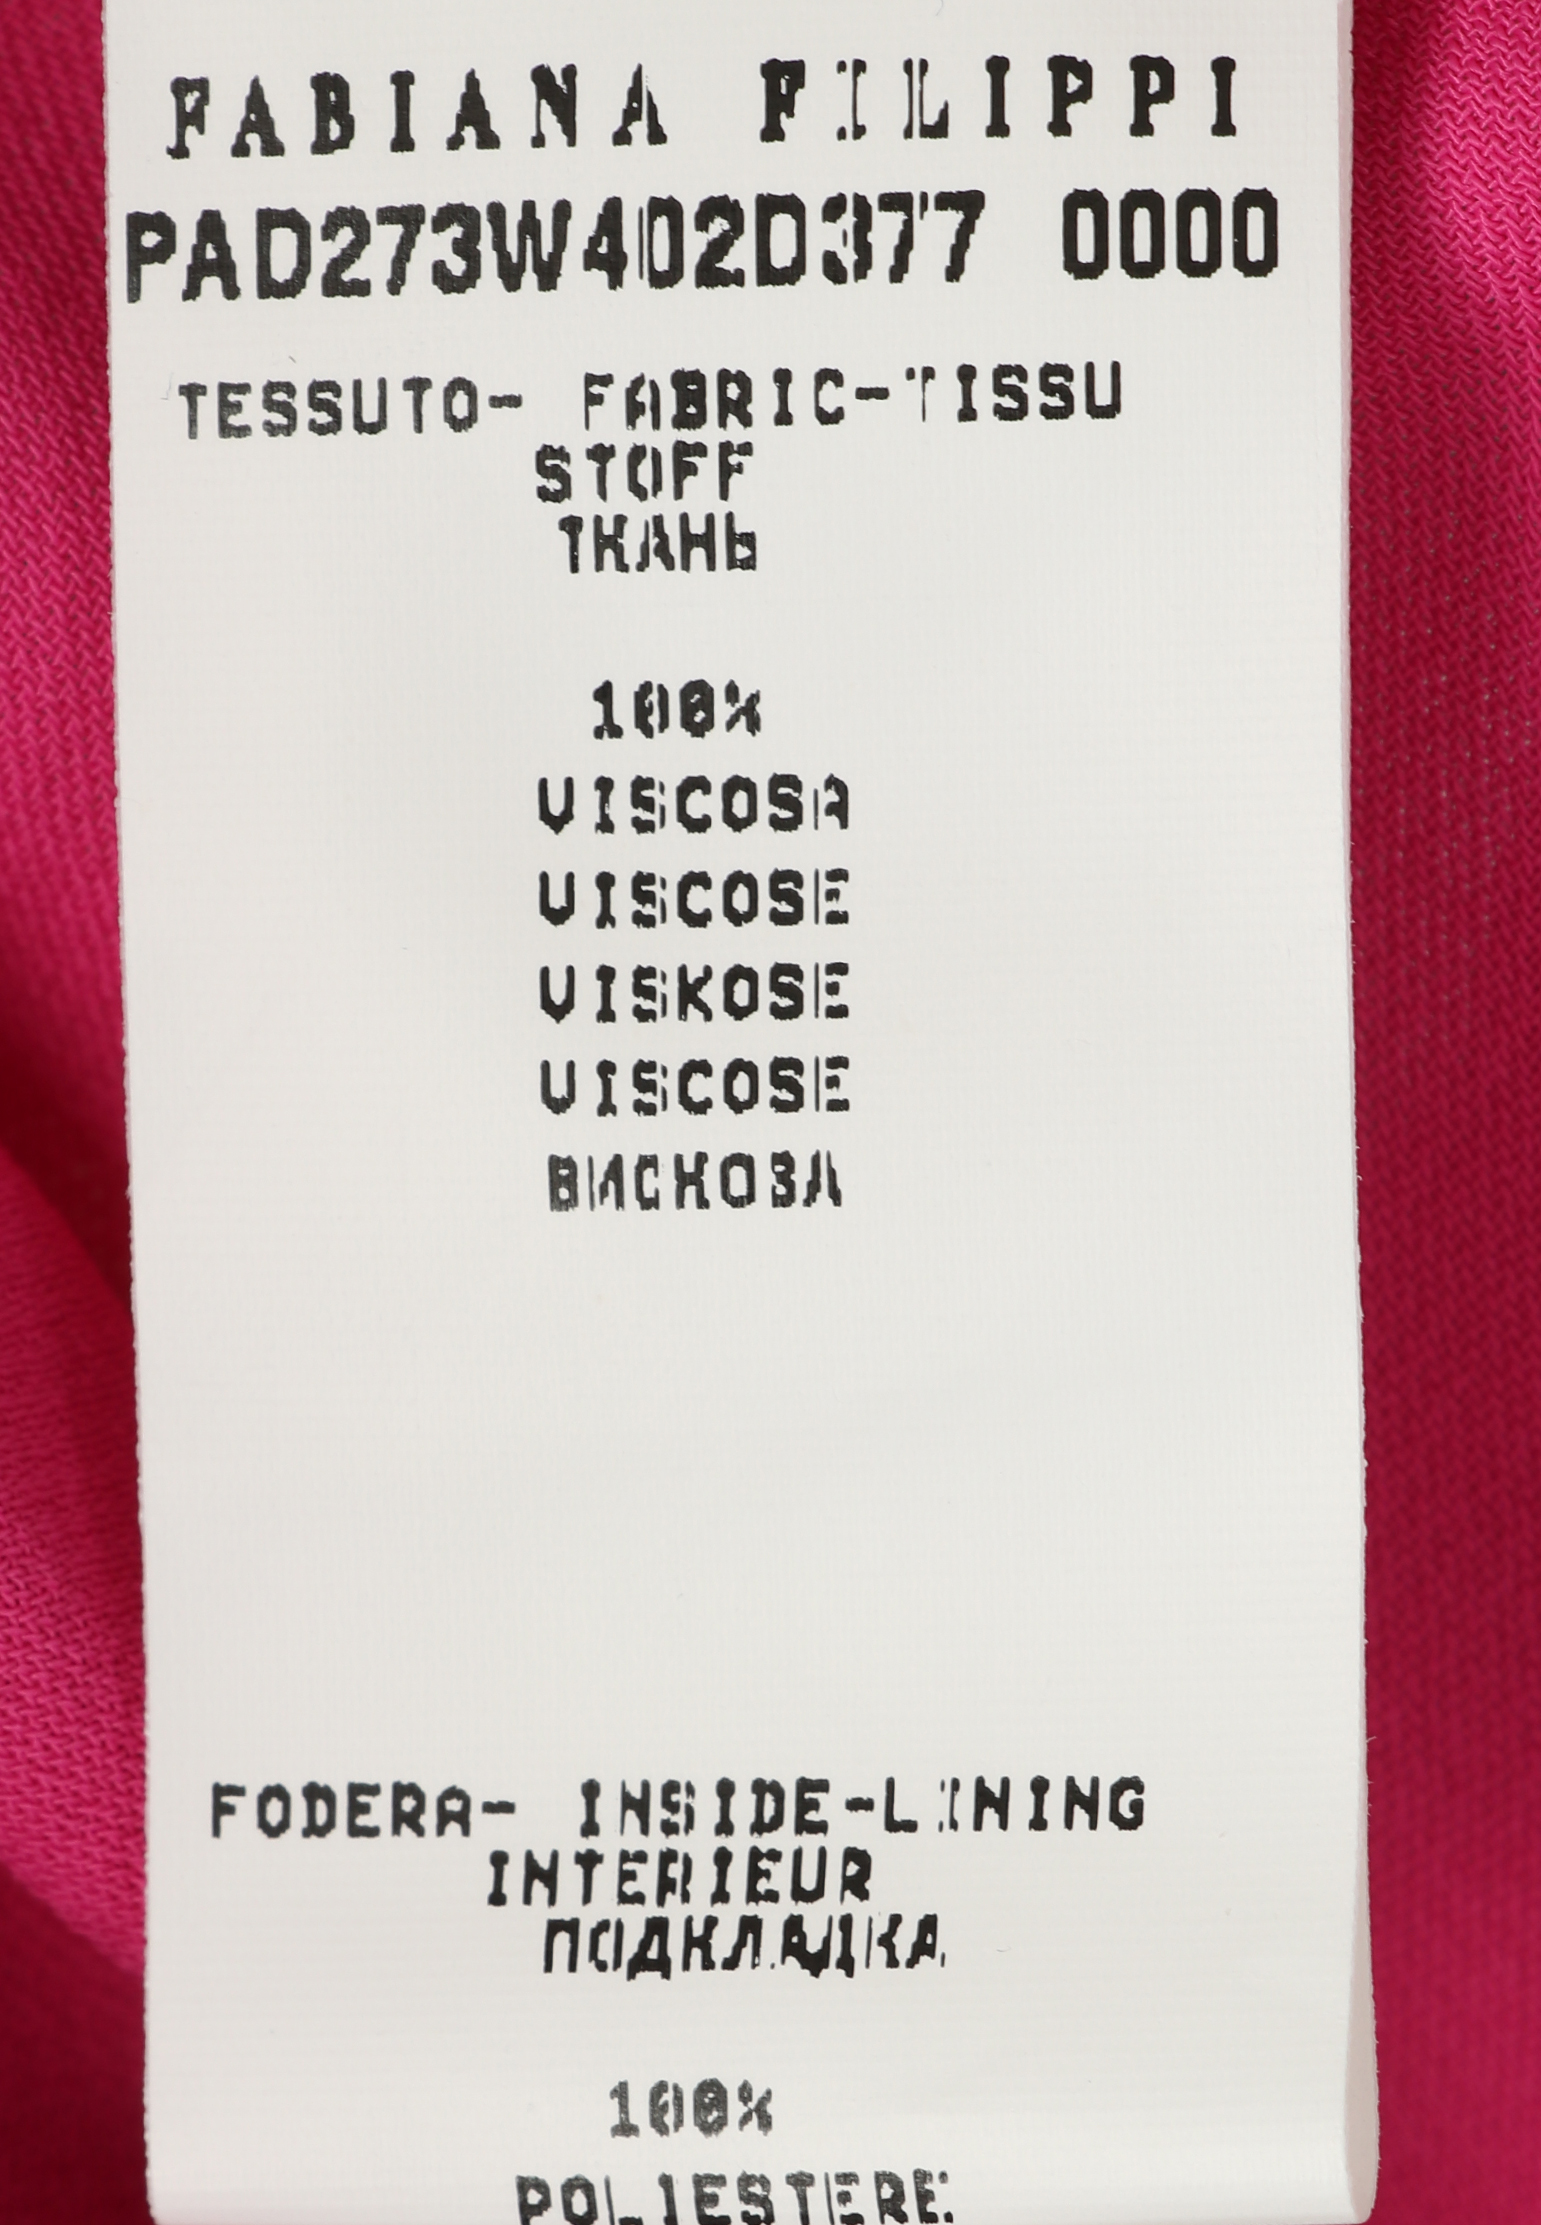 FABIANA FILIPPI
PAD273W402D377 0000
TESSUTO- FABRIC-TISSU
STOFF
ТКАНЬ
100%
VISCOSA
VISCOSE
VISKOSE
VISCOSE
ВИСКОЗА
FODERA- INSIDE-LINING
INTERIEUR
ПОДКЛАДКА
100%
POLIESTERE